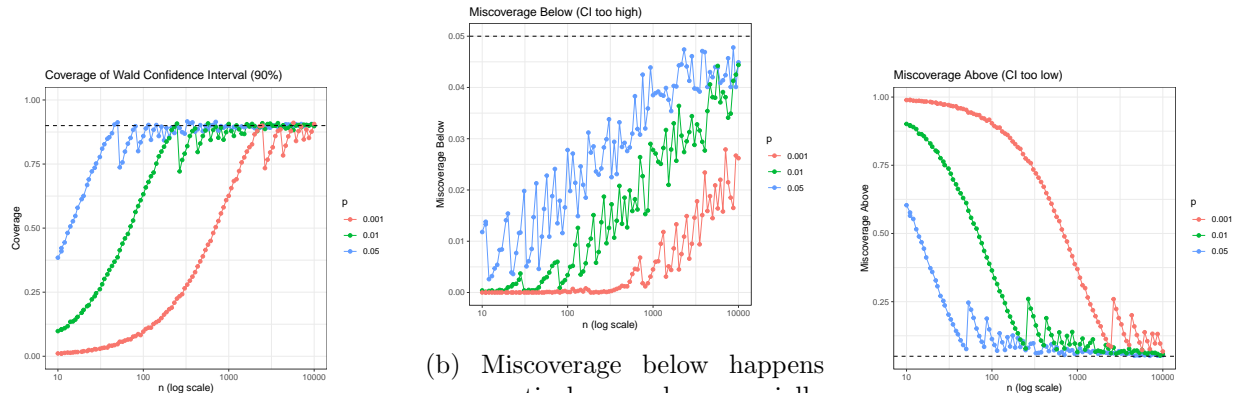 Coverage of Wald Confidence Interval (90%)
1.00
0.75
0.50
0.25
0.00
Coverage
10
100
1000
10000
n (log scale)
p
0.001
0.01
0.05
Miscoverage Below (CI too high)
0.05
0.04
0.03
0.02
0.01
0.00
Miscoverage Below
10
100
1000
10000
n (log scale)
p
0.001
0.01
0.05
(b) Miscoverage below happens
Miscoverage Above (CI too low)
1.00
0.75
0.50
0.25
Miscoverage Above
10
100
1000
10000
n (log scale)
p
0.001
0.01
0.05